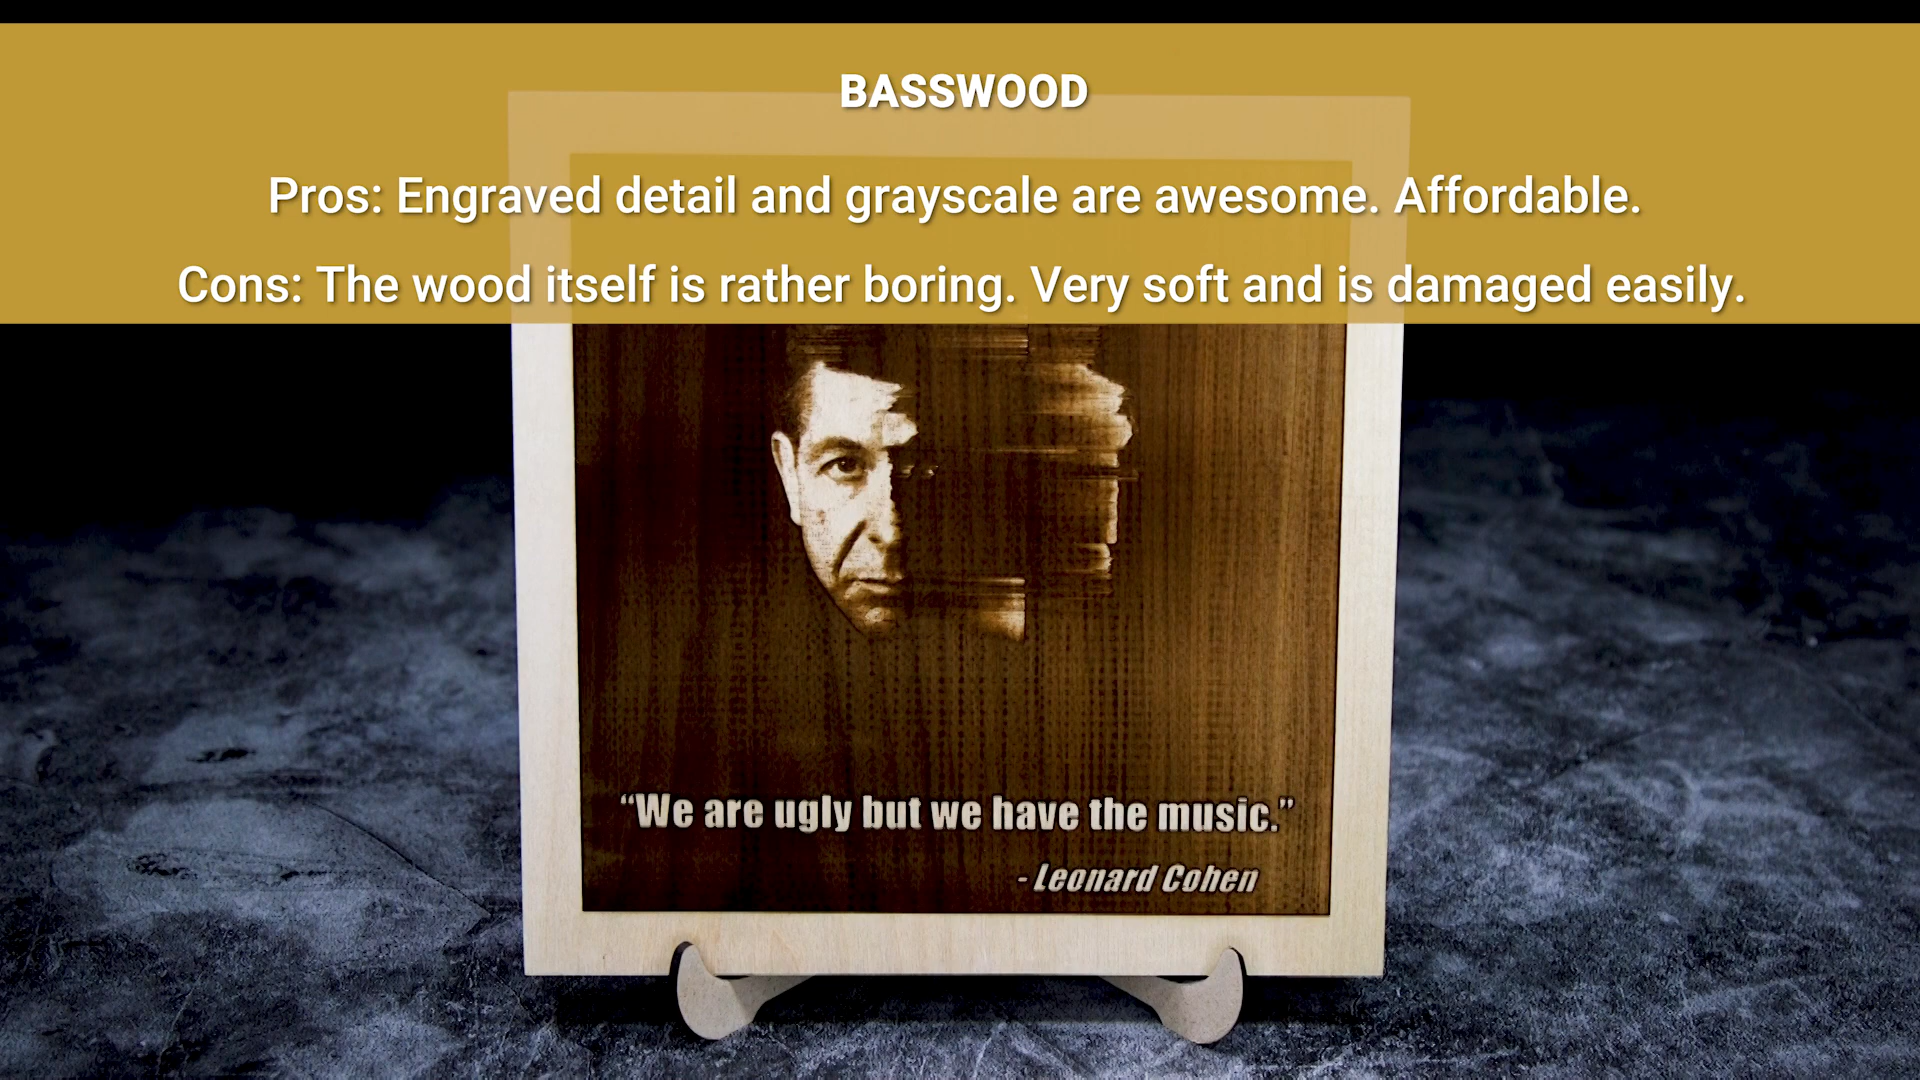 BASSWOOD
Pros: Engraved detail and grayscale are awesome. Affordable.
Cons: The wood itself is rather boring. Very soft and is damaged easily.
“We are ugly but we have the music.”
- Leonard Cohen